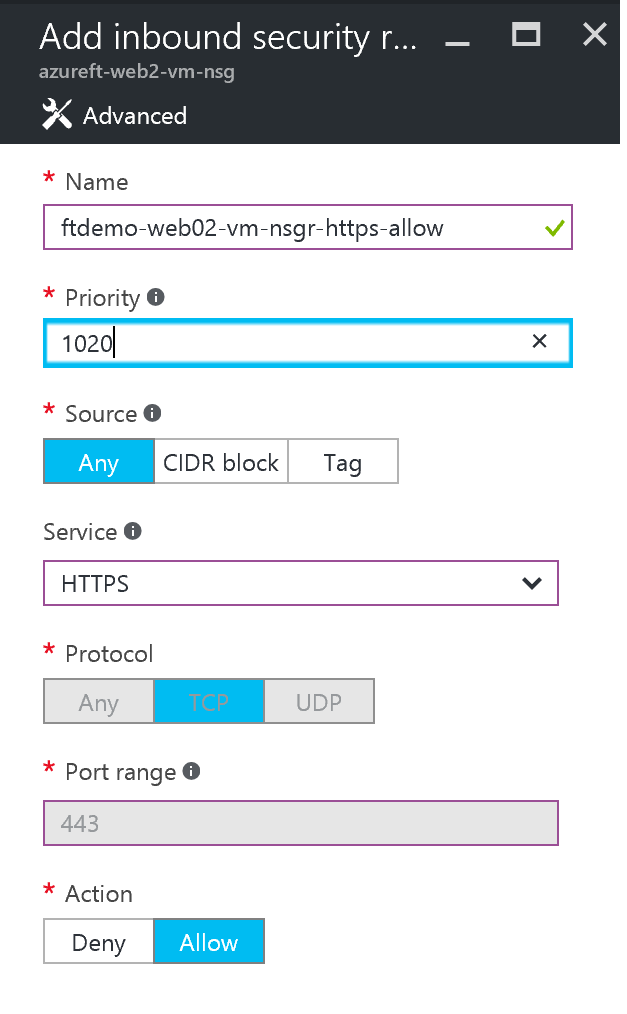 Add inbound security r...
azureft-web2-vm-nsg
Advanced
* Name
ftdemo-web02-vm-nsgr-https-allow
* Priority
1020
* Source
Any CIDR block Tag
Service
HTTPS
* Protocol
Any TCP UDP
* Port range
443
* Action
Deny Allow